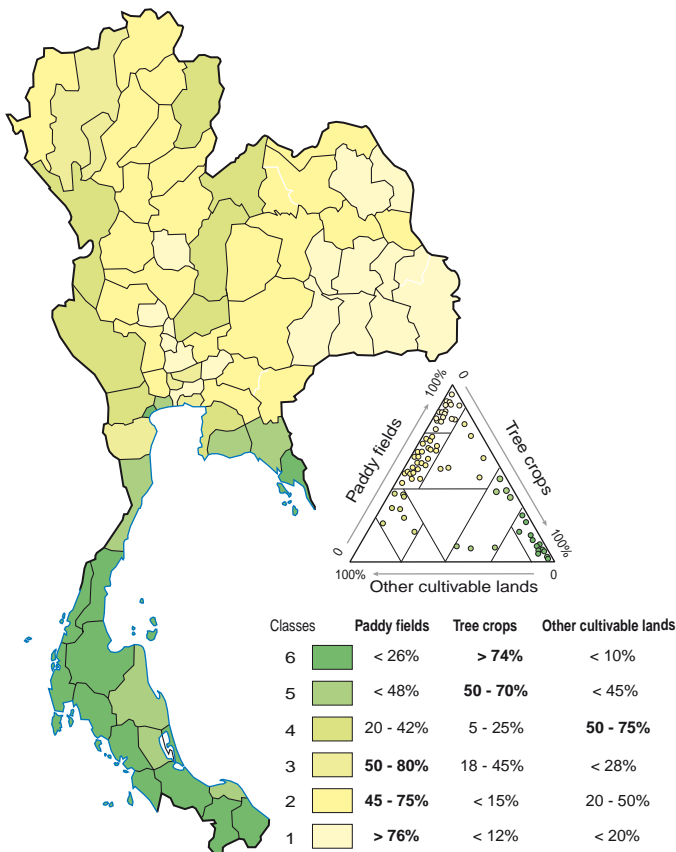 100%
0
Paddy fields
Tree crops
0
100%
100%
0
Other cultivable lands
Classes Paddy fields Tree crops Other cultivable lands
6 < 26% > 74% < 10%
5 < 48% 50 - 70% < 45%
4 20 - 42% 5 - 25% 50 - 75%
3 50 - 80% 18 - 45% < 28%
2 45 - 75% < 15% 20 - 50%
1 > 76% < 12% < 20%